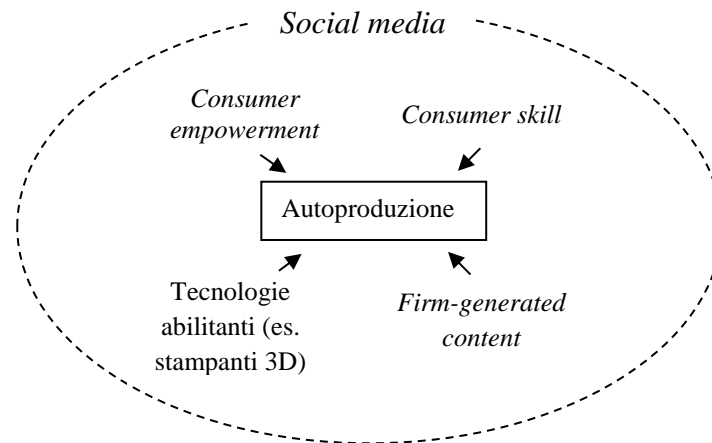 Social media
Consumer
empowerment
Consumer skill
Autoproduzione
Tecnologie
abilitanti (es.
stampanti 3D)
Firm-generated
content